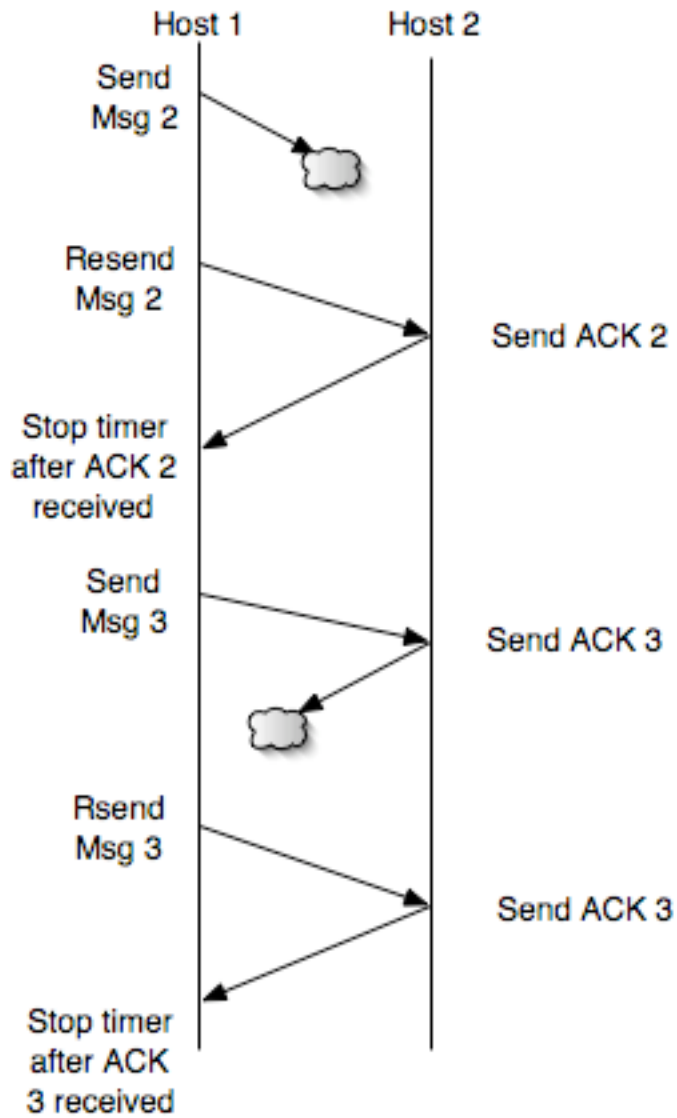 Host 1
Host 2
Send
Msg 2
Resend
Msg 2
Send ACK 2
Stop timer
after ACK 2
received
Send
Msg 3
Send ACK 3
Rsend
Msg 3
Send ACK 3
Stop timer
after ACK
3 received